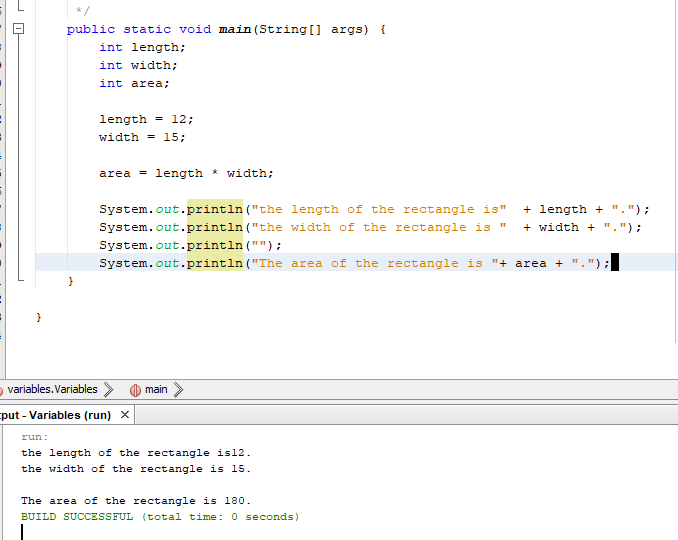 */
public static void main(String[] args) {
int length;
int width;
int area;
length = 12;
width = 15;
area = length * width;
System.out.println("the length of the rectangle is"  + length + ".");
System.out.println("the width of the rectangle is "  + width + ".");
System.out.println("");
System.out.println("The area of the rectangle is "+ area + ".");
}
}
variables.Variables main
put - Variables (run) ×
run:
the length of the rectangle is12.
the width of the rectangle is 15.
The area of the rectangle is 180.
BUILD SUCCESSFUL (total time: 0 seconds)